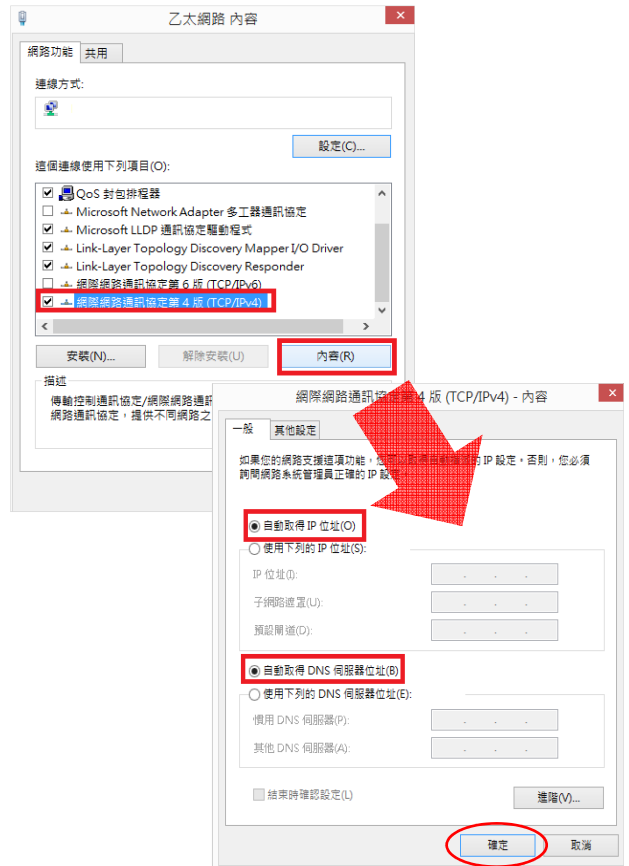 乙太網路 內容
網路功能 共用
連線方式:
設定(C)...
這個連線使用下列項目(O):
QoS 封包排程器
Microsoft Network Adapter 多工器通訊協定
Microsoft LLDP 通訊協定驅動程式
Link-Layer Topology Discovery Mapper I/O Driver
Link-Layer Topology Discovery Responder
網際網路通訊協定第 6 版 (TCP/IPv6)
網際網路通訊協定第 4 版 (TCP/IPv4)
安裝(N)... 解除安裝(U) 內容(R)
描述
傳輸控制通訊協定/網際網路通訊
網路通訊協定，提供不同網路之
網際網路通訊協定第 4 版 (TCP/IPv4) - 內容
一般 其他設定
如果您的網路支援這項功能，您可以取得自動指派的 IP 設定。否則，您必須
詢問網路系統管理員正確的 IP 設定。
自動取得 IP 位址(O)
使用下列的 IP 位址(S):
IP 位址(I):
子網路遮罩(U):
預設閘道(D):
自動取得 DNS 伺服器位址(B)
使用下列的 DNS 伺服器位址(E):
慣用 DNS 伺服器(P):
其他 DNS 伺服器(A):
結束時確認設定(L)
進階(V)...
確定 取消